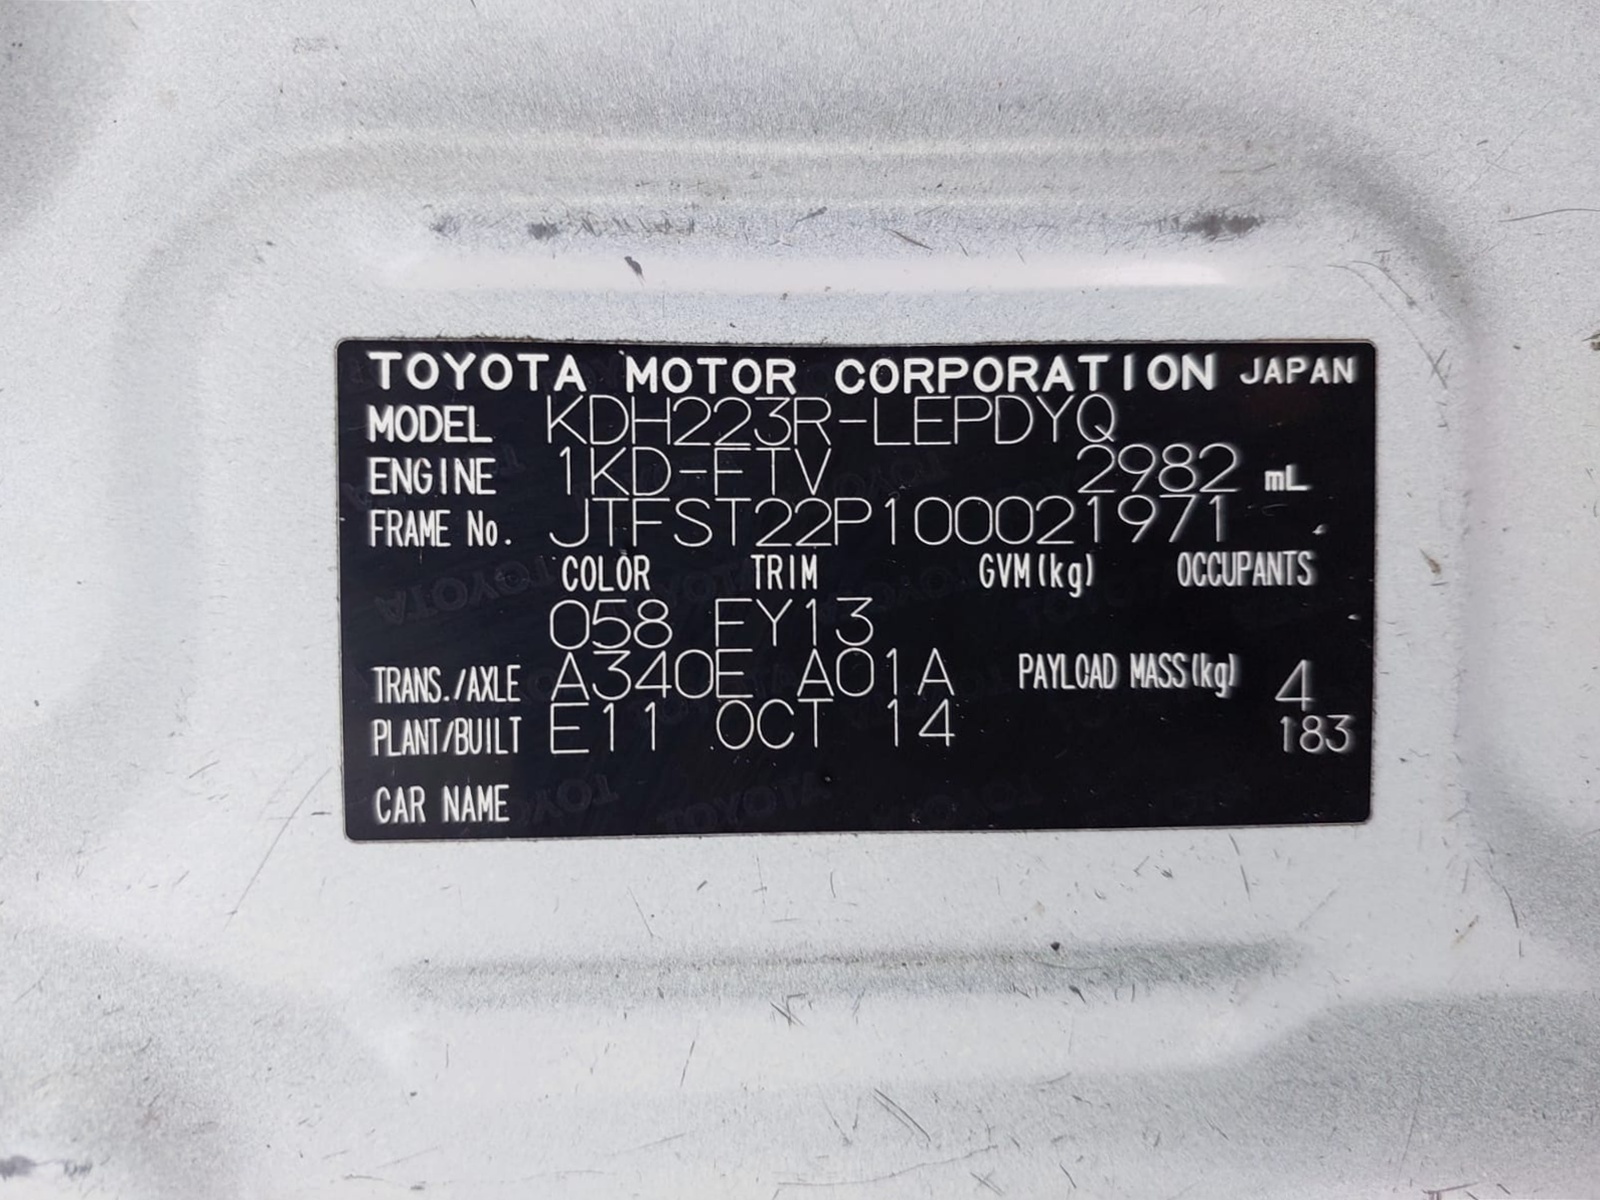 TOYOTA MOTOR CORPORATION JAPAN
MODEL KDH223R-LEPDYQ
ENGINE 1KD-FTV 2982 mL
FRAME No. JTFST22P100021971
COLOR TRIM GVM(kg) OCCUPANTS
058 FY13
TRANS./AXLE A340E A01A PAYLOAD MASS(kg) 4
PLANT/BUILT E11 OCT 14 183
CAR NAME